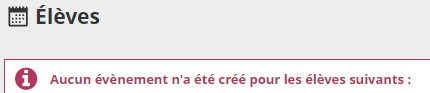 Élèves
Aucun évènement n'a été créé pour les élèves suivants :